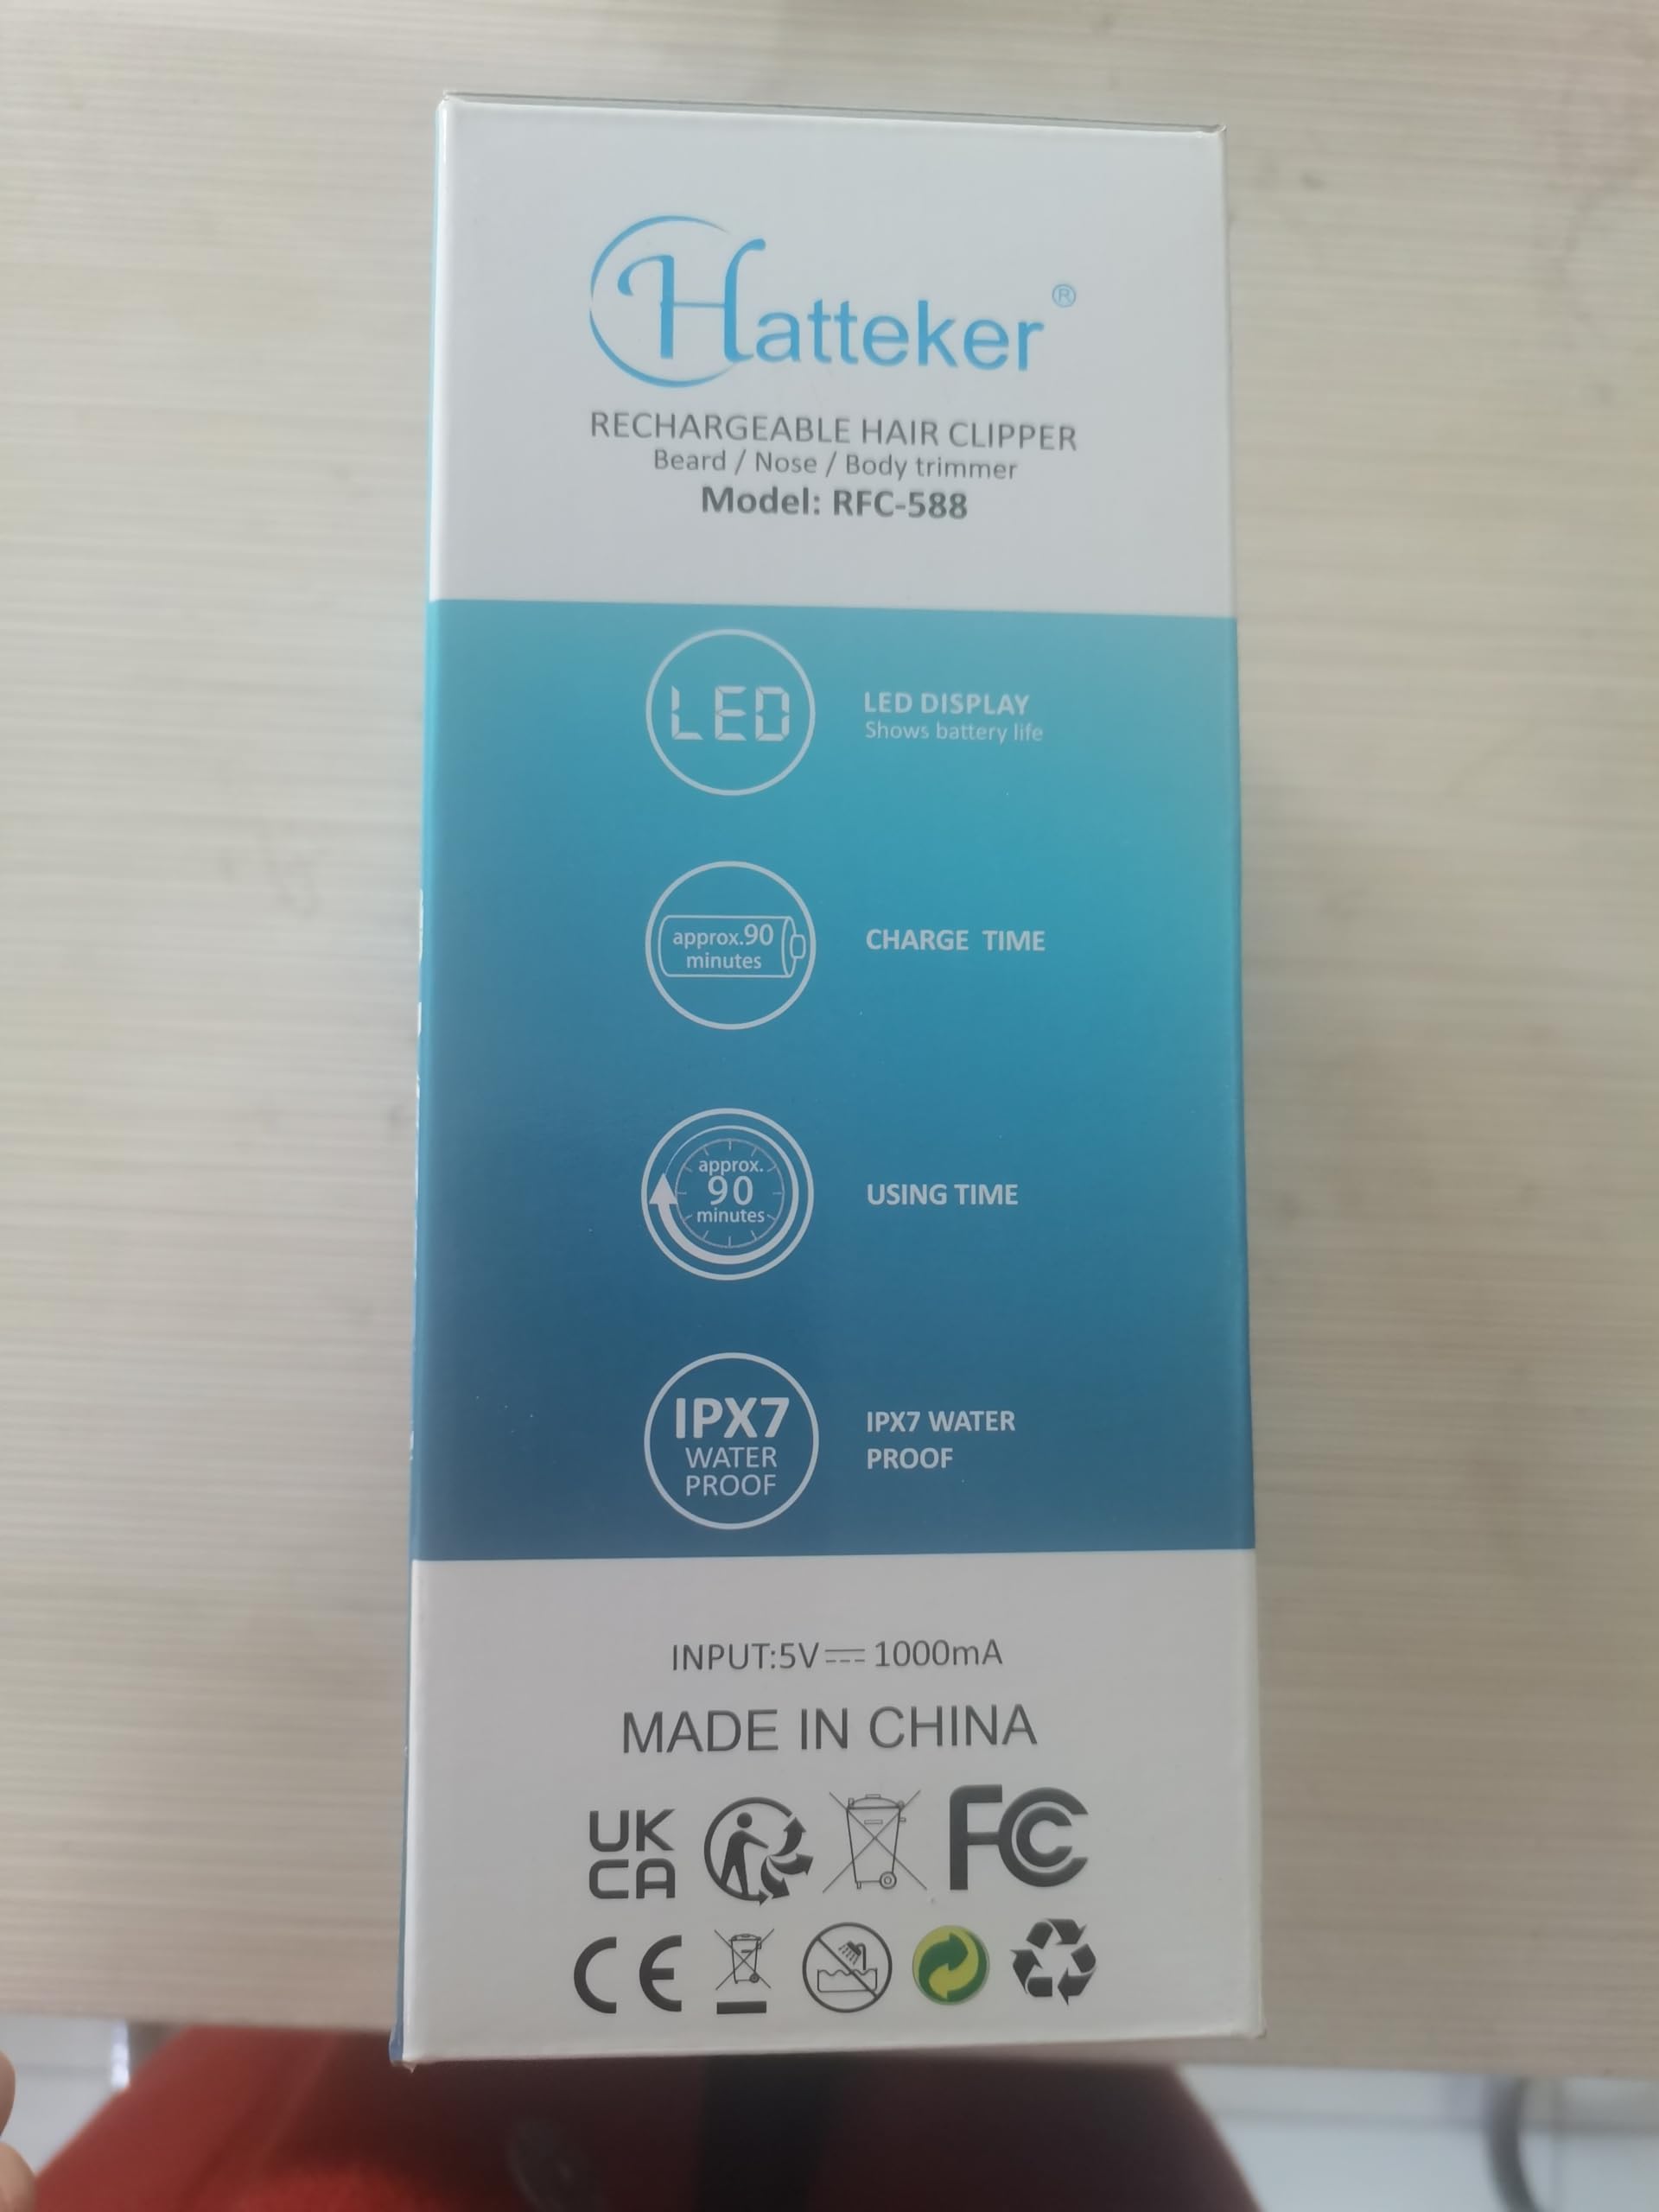 Hatteker®
RECHARGEABLE HAIR CLIPPER
Beard / Nose / Body trimmer
Model: RFC-588
LED
LED DISPLAY
Shows battery life
approx.90
minutes
CHARGE TIME
approx.
90
minutes
USING TIME
IPX7
WATER
PROOF
IPX7 WATER
PROOF
INPUT:5V⎓1000mA
MADE IN CHINA
UK
CA
FC
CE